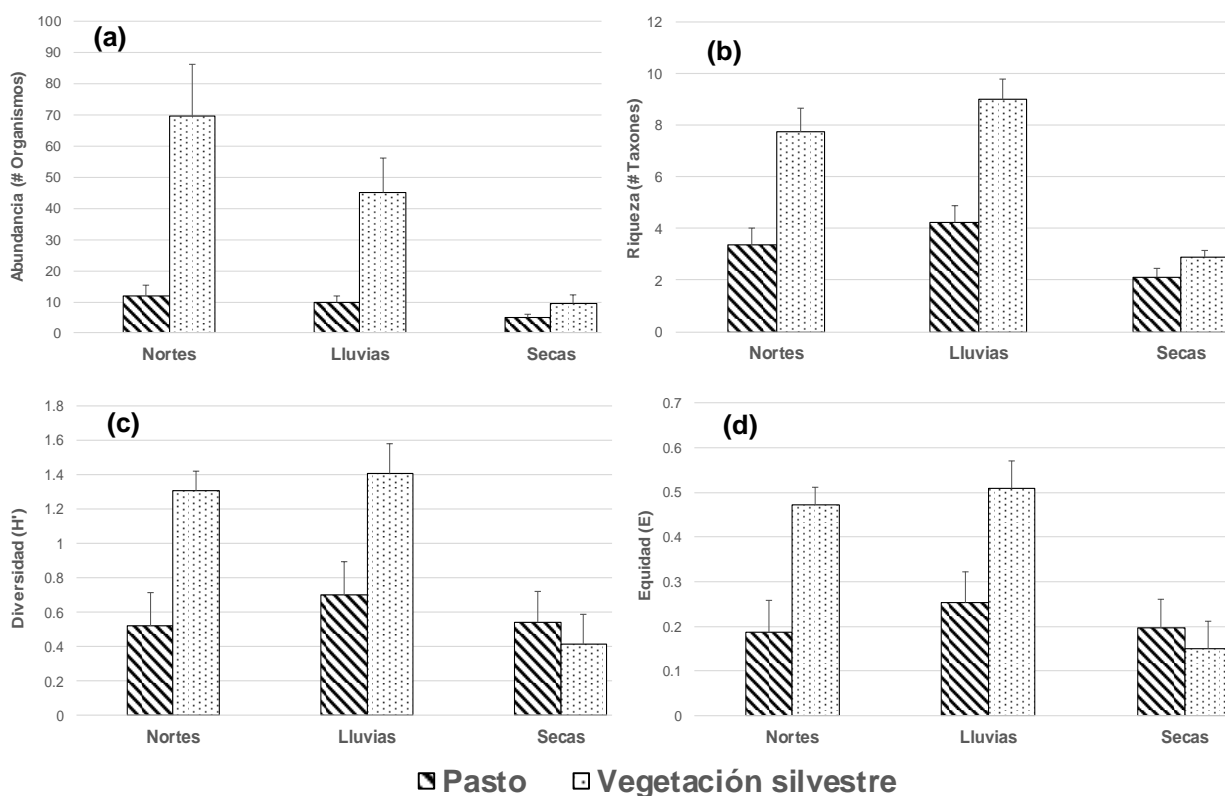 (a)
Abundancia (# Organismos)
100
90
80
70
60
50
40
30
20
10
0
Nortes Lluvias Secas
(b)
Riqueza (# Taxones)
12
10
8
6
4
2
0
Nortes Lluvias Secas
(c)
Diversidad (H')
1.8
1.6
1.4
1.2
1
0.8
0.6
0.4
0.2
0
Nortes Lluvias Secas
(d)
Equidad (E)
0.7
0.6
0.5
0.4
0.3
0.2
0.1
0
Nortes Lluvias Secas
Pasto Vegetación silvestre